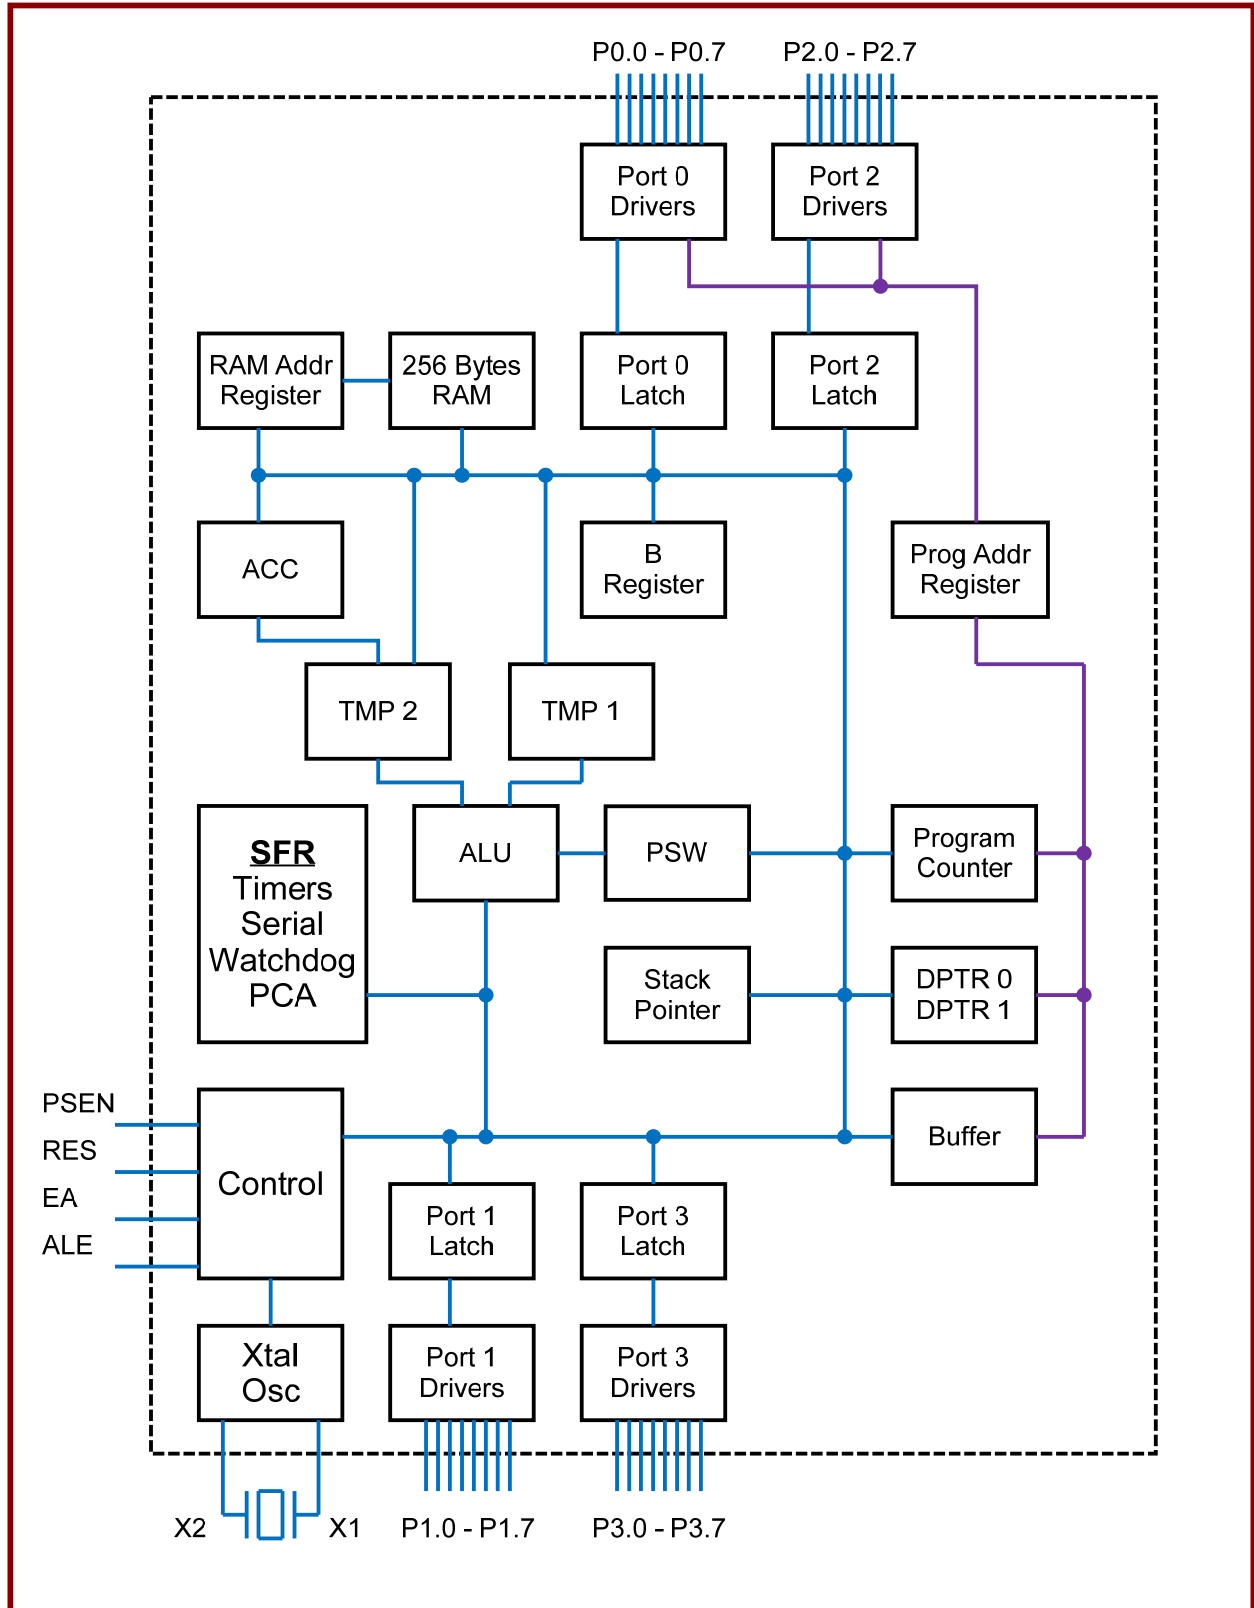 P0.0 - P0.7
P2.0 - P2.7
Port 0
Drivers
Port 2
Drivers
RAM Addr
Register
256 Bytes
RAM
Port 0
Latch
Port 2
Latch
ACC
B
Register
Prog Addr
Register
TMP 2
TMP 1
SFR
Timers
Serial
Watchdog
PCA
ALU
PSW
Program
Counter
Stack
Pointer
DPTR 0
DPTR 1
PSEN
RES
EA
ALE
Control
Buffer
Port 1
Latch
Port 3
Latch
Xtal
Osc
Port 1
Drivers
Port 3
Drivers
X2
X1
P1.0 - P1.7
P3.0 - P3.7